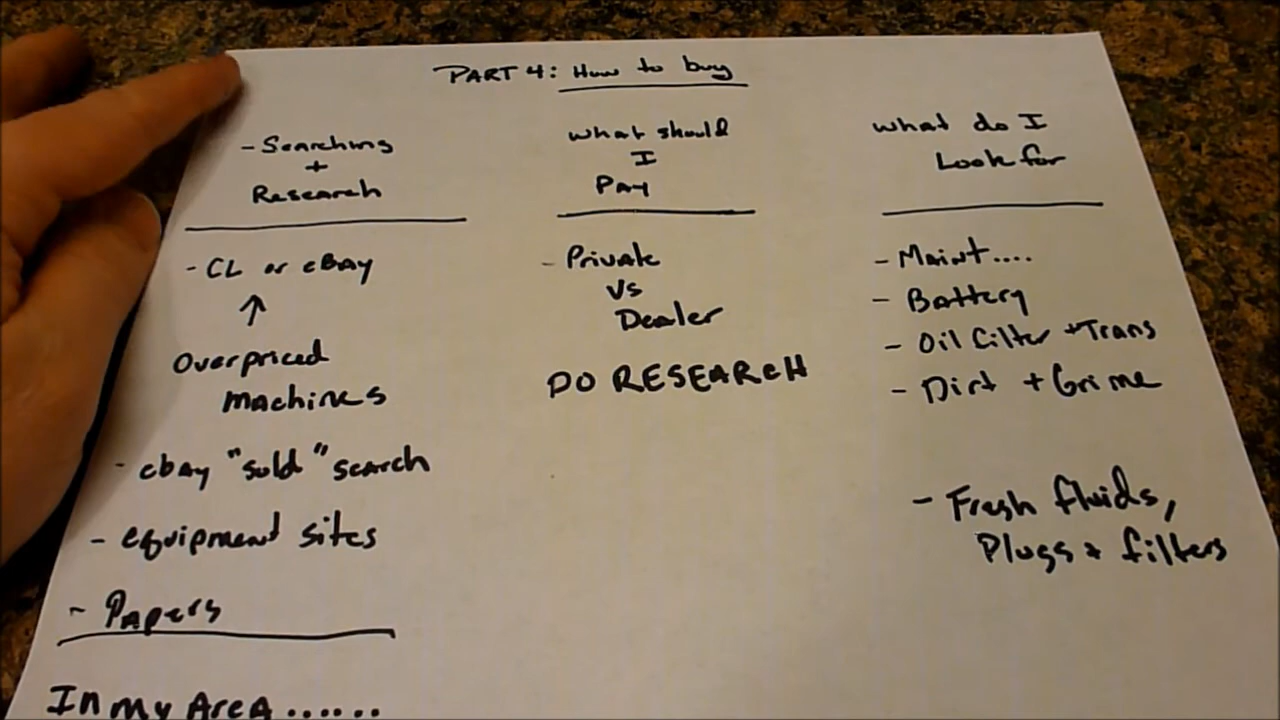 PART 4: How to buy
- Searching
+
Research
- CL or eBay
↑
Overpriced
machines
- ebay "sold" search
- equipment sites
- Papers
In my Area ......
what should
I
Pay
- Private
vs
Dealer
DO RESEARCH
what do I
Look for
- Maint....
- Battery
- Oil Cilter + Trans
- Dirt + Grime
- Fresh fluids,
Plugs + filters